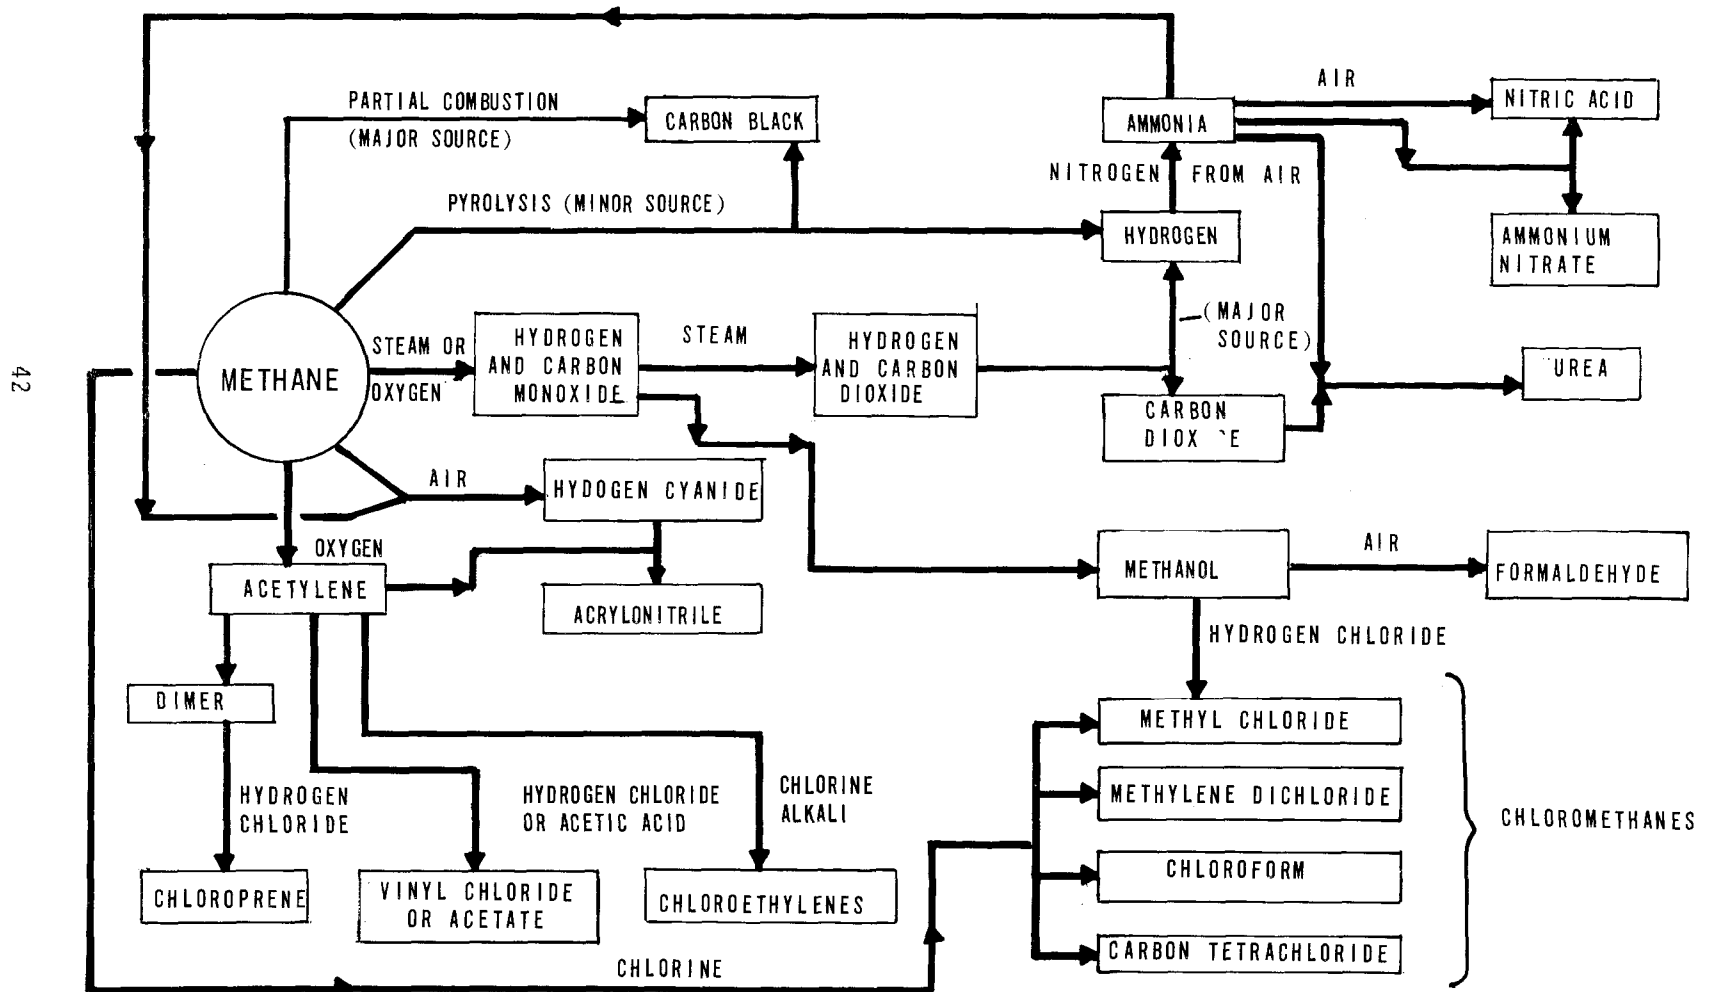 AIR
PARTIAL COMBUSTION
(MAJOR SOURCE)
CARBON BLACK
AMMONIA
NITRIC ACID
NITROGEN FROM AIR
PYROLYSIS (MINOR SOURCE)
HYDROGEN
AMMONIUM
NITRATE
(MAJOR
SOURCE)
METHANE
STEAM OR
OXYGEN
HYDROGEN
AND CARBON
MONOXIDE
STEAM
HYDROGEN
AND CARBON
DIOXIDE
CARBON
UREA
42
AIR
HYDOGEN CYANIDE
OXYGEN
ACETYLENE
ACRYLONITRILE
METHANOL
AIR
FORMALDEHYDE
HYDROGEN CHLORIDE
DIMER
METHYL CHLORIDE
METHYLENE DICHLORIDE
CHLOROFORM
CARBON TETRACHLORIDE
CHLOROMETHANES
HYDROGEN
CHLORIDE
HYDROGEN CHLORIDE
OR ACETIC ACID
CHLORINE
ALKALI
CHLOROPRENE
VINYL CHLORIDE
OR ACETATE
CHLOROETHYLENES
CHLORINE